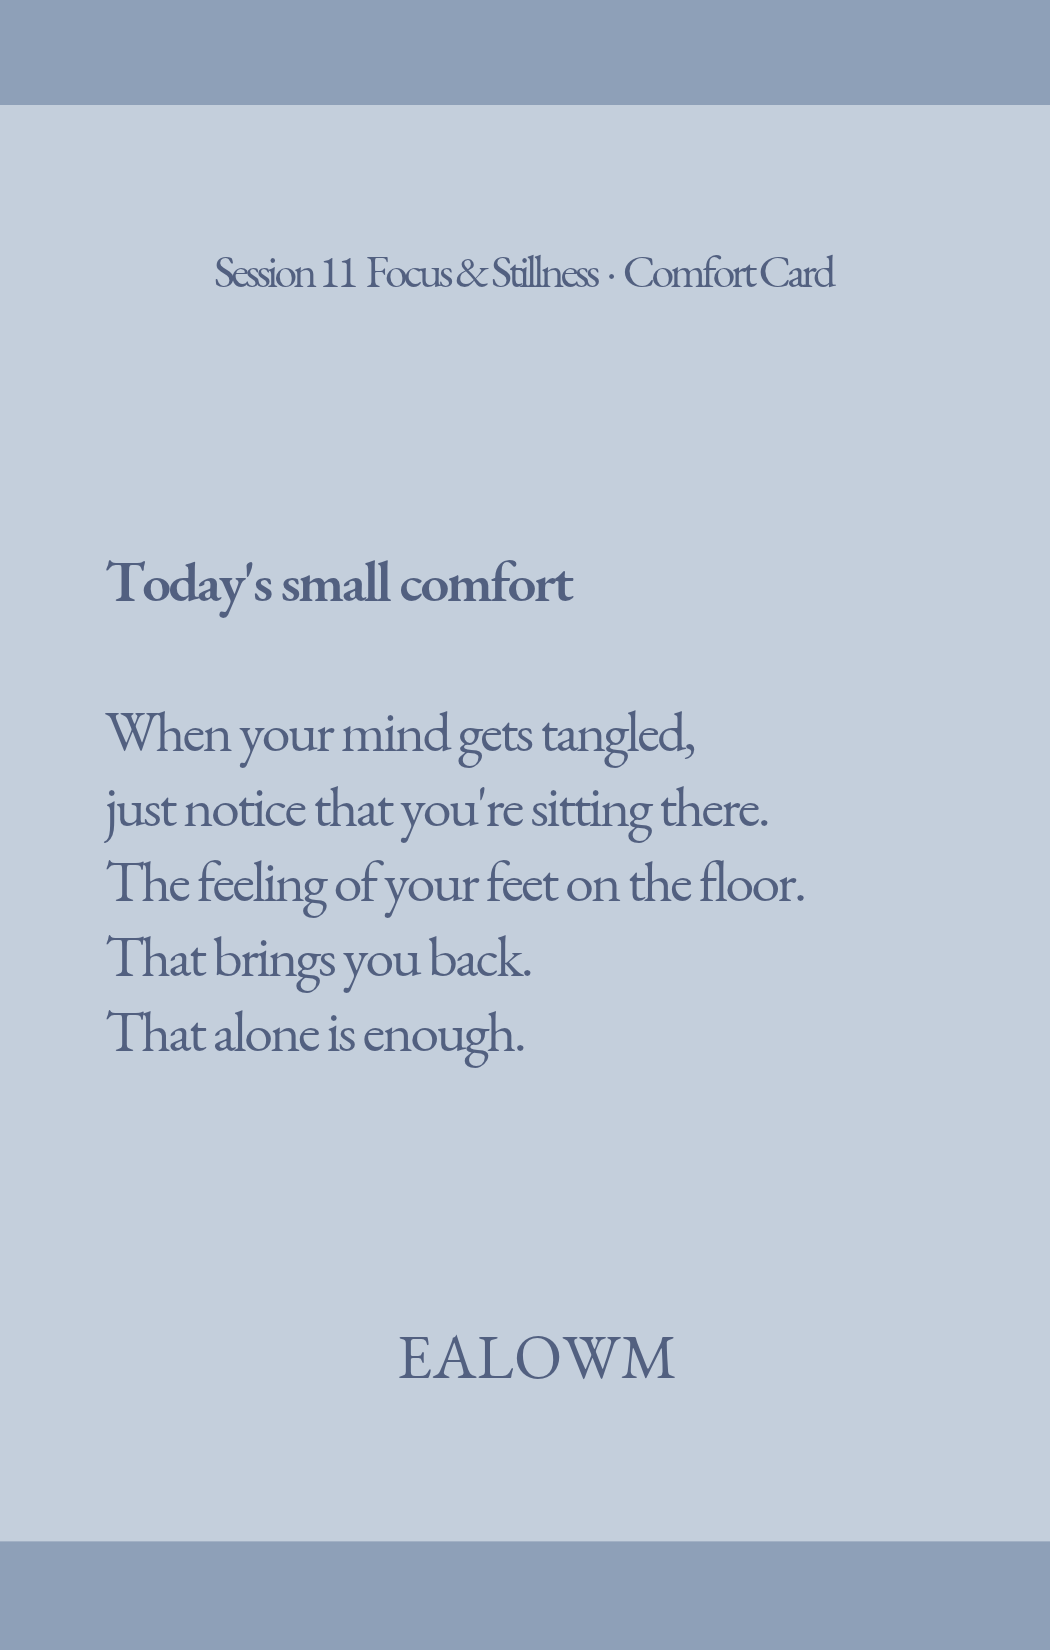 Session 11 Focus & Stillness · Comfort Card
Today's small comfort
When your mind gets tangled,
just notice that you're sitting there.
The feeling of your feet on the floor.
That brings you back.
That alone is enough.
EALOWM